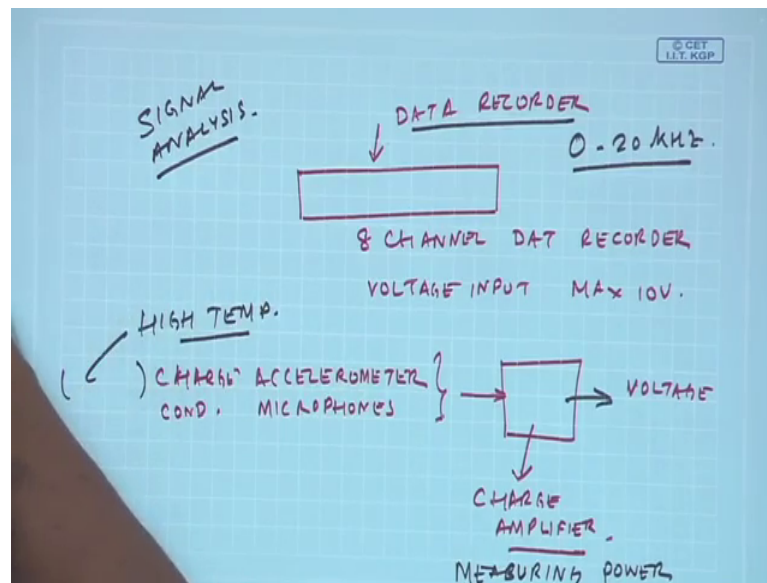 © CET
I.I.T. KGP
SIGNAL
ANALYSIS.
DATA RECORDER
0-20 KHZ.
8 CHANNEL DAT RECORDER
VOLTAGE INPUT MAX 10V.
HIGH TEMP.
( ) CHARGE ACCELEROMETER
COND. MICROPHONES
VOLTAGE
CHARGE
AMPLIFIER.
MEASURING POWER